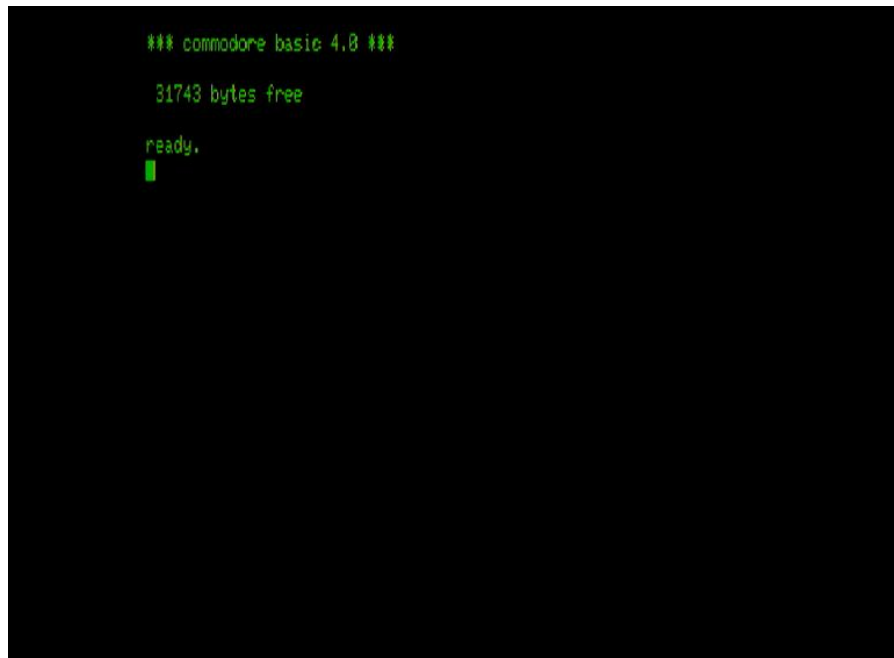 *** commodore basic 4.0 ***
31743 bytes free
ready.